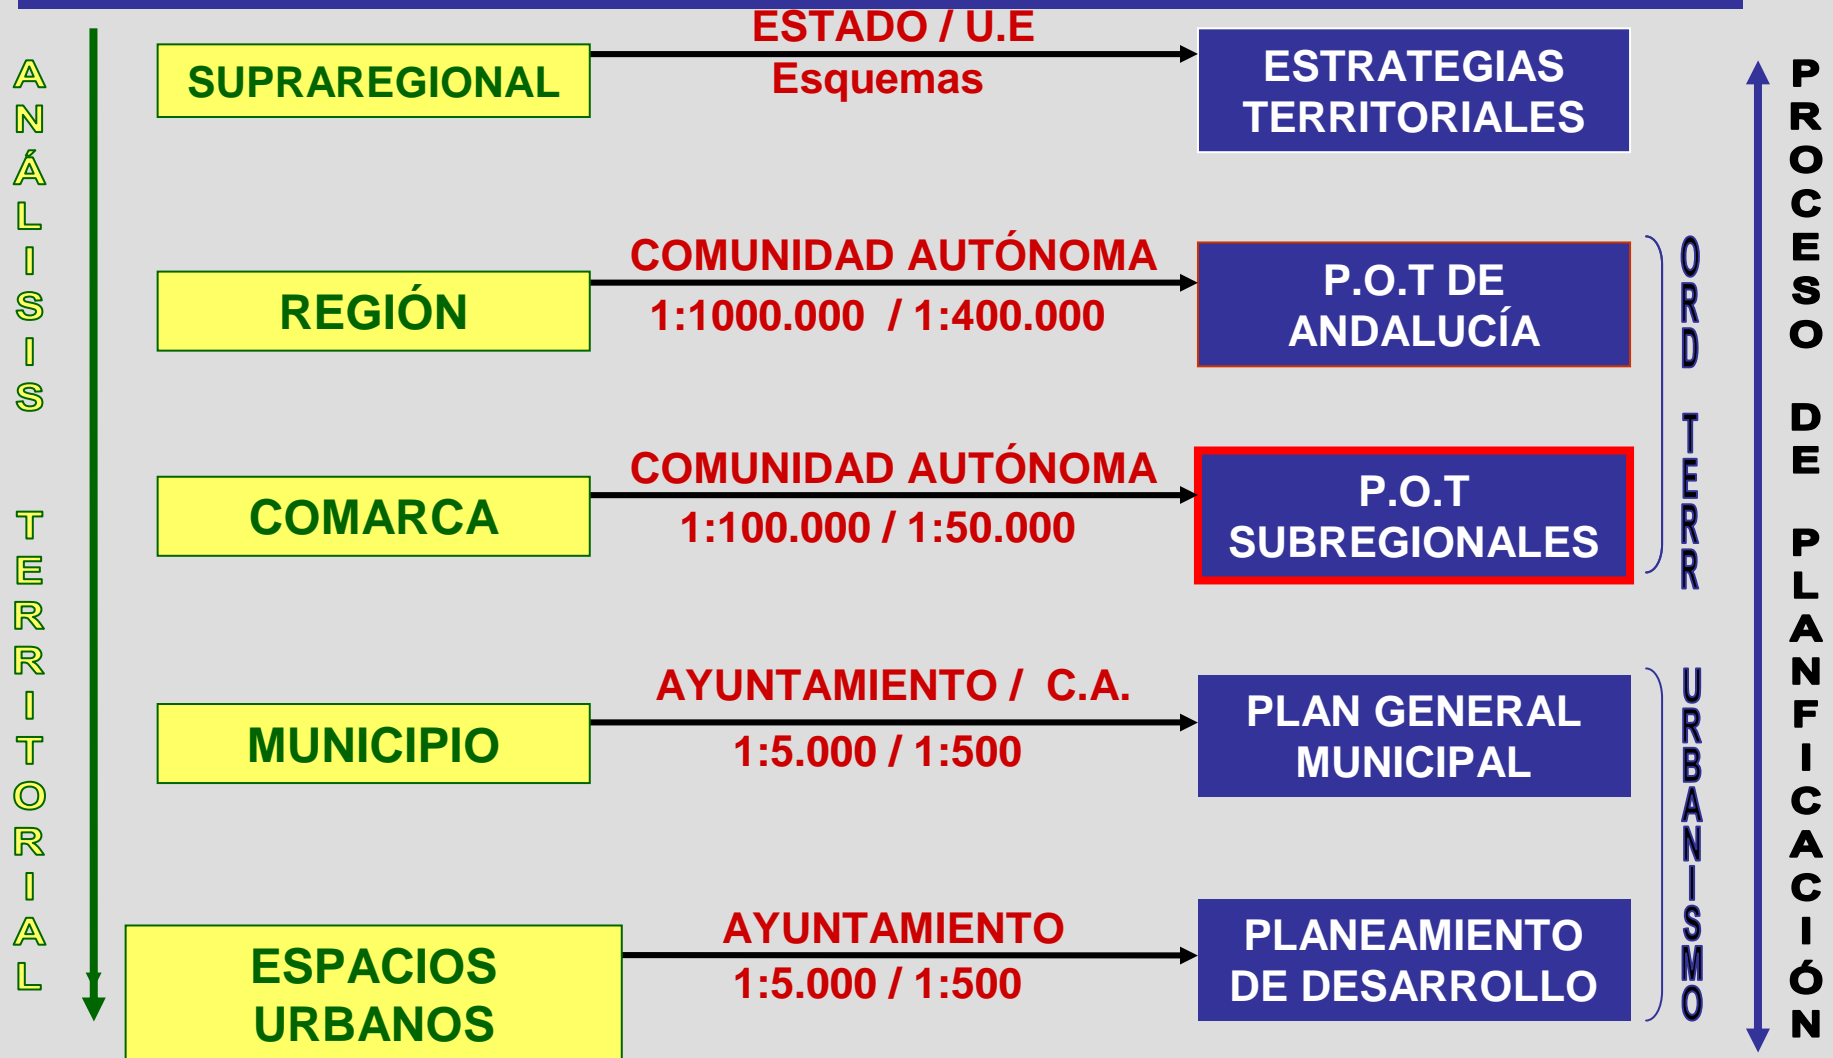 ANÁLISIS TERRITORIAL
SUPRAREGIONAL
ESTADO / U.E
Esquemas
ESTRATEGIAS
TERRITORIALES
REGIÓN
COMUNIDAD AUTÓNOMA
1:1000.000 / 1:400.000
P.O.T DE
ANDALUCÍA
COMARCA
COMUNIDAD AUTÓNOMA
1:100.000 / 1:50.000
P.O.T
SUBREGIONALES
ORD TERR
MUNICIPIO
AYUNTAMIENTO / C.A.
1:5.000 / 1:500
PLAN GENERAL
MUNICIPAL
ESPACIOS
URBANOS
AYUNTAMIENTO
1:5.000 / 1:500
PLANEAMIENTO
DE DESARROLLO
URBANISMO
PROCESO DE PLANFICACIÓN